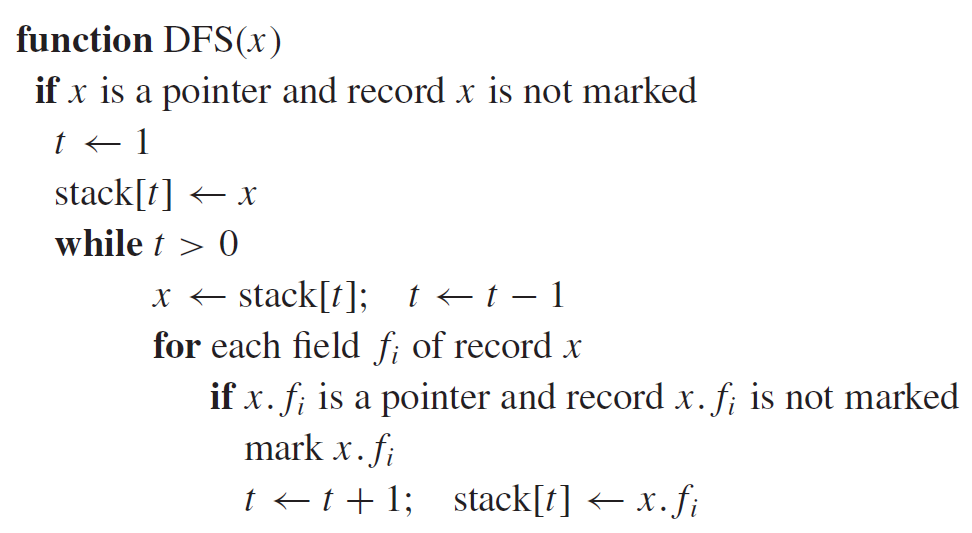 function DFS(x)
if x is a pointer and record x is not marked
t ← 1
stack[t] ← x
while t > 0
x ← stack[t]; t ← t − 1
for each field fᵢ of record x
if x.fᵢ is a pointer and record x.fᵢ is not marked
mark x.fᵢ
t ← t + 1; stack[t] ← x.fᵢ